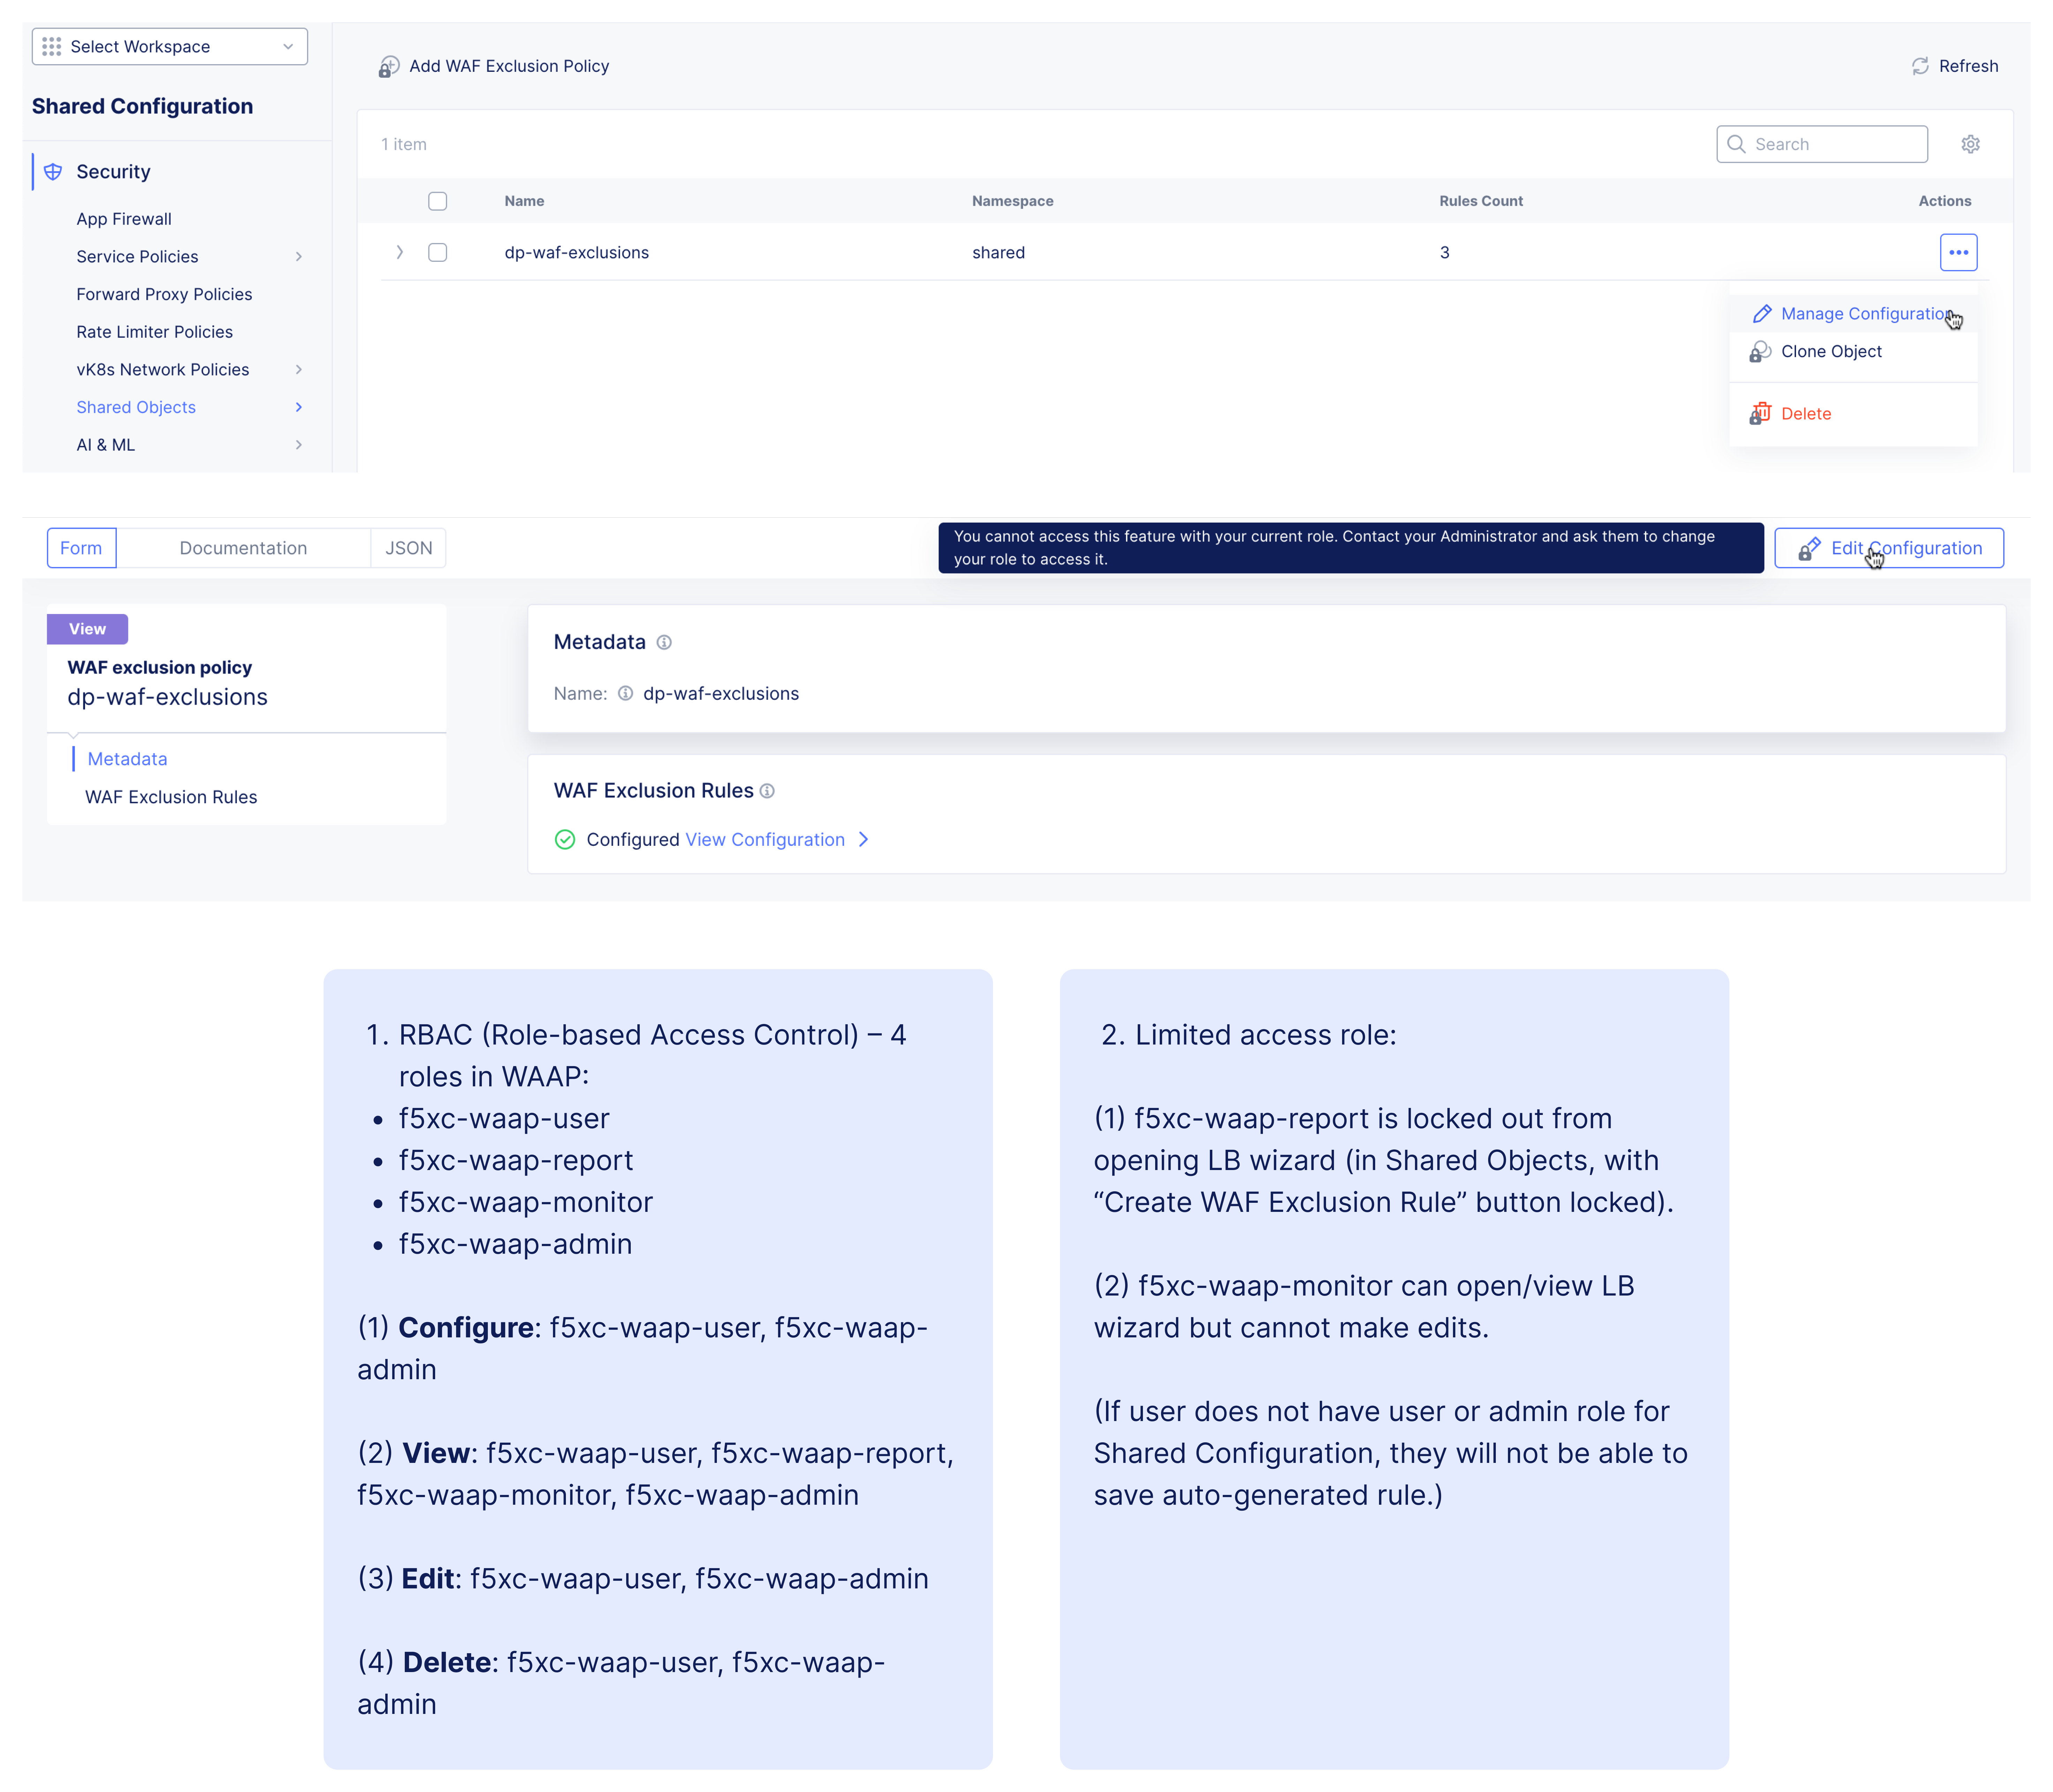 Select Workspace
Shared Configuration
Security
App Firewall
Service Policies
Forward Proxy Policies
Rate Limiter Policies
vK8s Network Policies
Shared Objects
AI & ML
Add WAF Exclusion Policy
Refresh
1 item
Search
Name Namespace Rules Count Actions
dp-waf-exclusions shared 3
Manage Configuration
Clone Object
Delete
Form Documentation JSON
You cannot access this feature with your current role. Contact your Administrator and ask them to change
your role to access it.
Edit Configuration
View
WAF exclusion policy
dp-waf-exclusions
Metadata
WAF Exclusion Rules
Metadata
Name: dp-waf-exclusions
WAF Exclusion Rules
Configured View Configuration
1. RBAC (Role-based Access Control) – 4
roles in WAAP:
• f5xc-waap-user
• f5xc-waap-report
• f5xc-waap-monitor
• f5xc-waap-admin
(1) Configure: f5xc-waap-user, f5xc-waap-
admin
(2) View: f5xc-waap-user, f5xc-waap-report,
f5xc-waap-monitor, f5xc-waap-admin
(3) Edit: f5xc-waap-user, f5xc-waap-admin
(4) Delete: f5xc-waap-user, f5xc-waap-
admin
2. Limited access role:
(1) f5xc-waap-report is locked out from
opening LB wizard (in Shared Objects, with
“Create WAF Exclusion Rule” button locked).
(2) f5xc-waap-monitor can open/view LB
wizard but cannot make edits.
(If user does not have user or admin role for
Shared Configuration, they will not be able to
save auto-generated rule.)